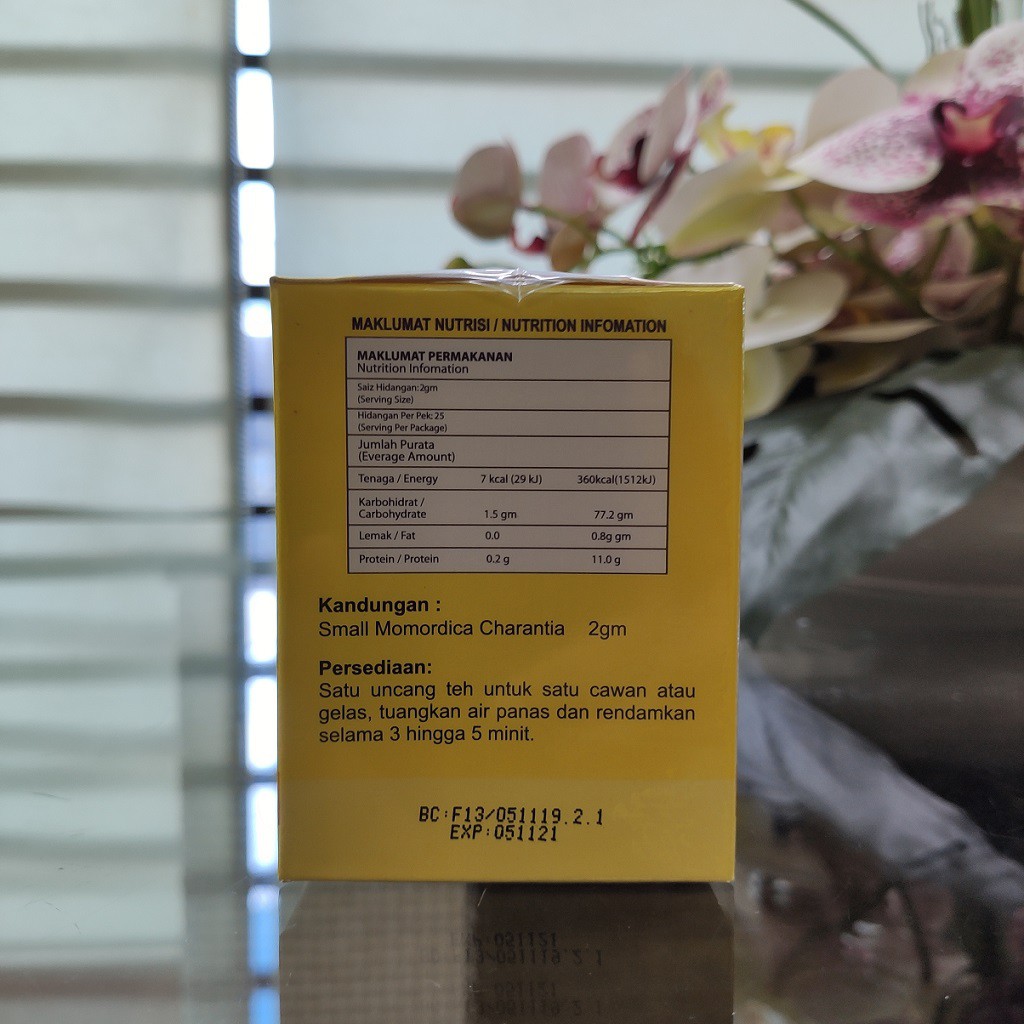 MAKLUMAT NUTRISI / NUTRITION INFOMATION
MAKLUMAT PERMAKANAN
Nutrition Infomation
Saiz Hidangan: 2gm
(Serving Size)
Hidangan Per Pek: 25
(Serving Per Package)
Jumlah Purata
(Everage Amount)
Tenaga / Energy 7 kcal (29 kJ) 360kcal(1512kJ)
Karbohidrat /
Carbohydrate 1.5 gm 77.2 gm
Lemak / Fat 0.0 0.8g gm
Protein / Protein 0.2 g 11.0 g
Kandungan :
Small Momordica Charantia 2gm
Persediaan:
Satu uncang teh untuk satu cawan atau
gelas, tuangkan air panas dan rendamkan
selama 3 hingga 5 minit.
BC:F13/051119.2.1
EXP:051121